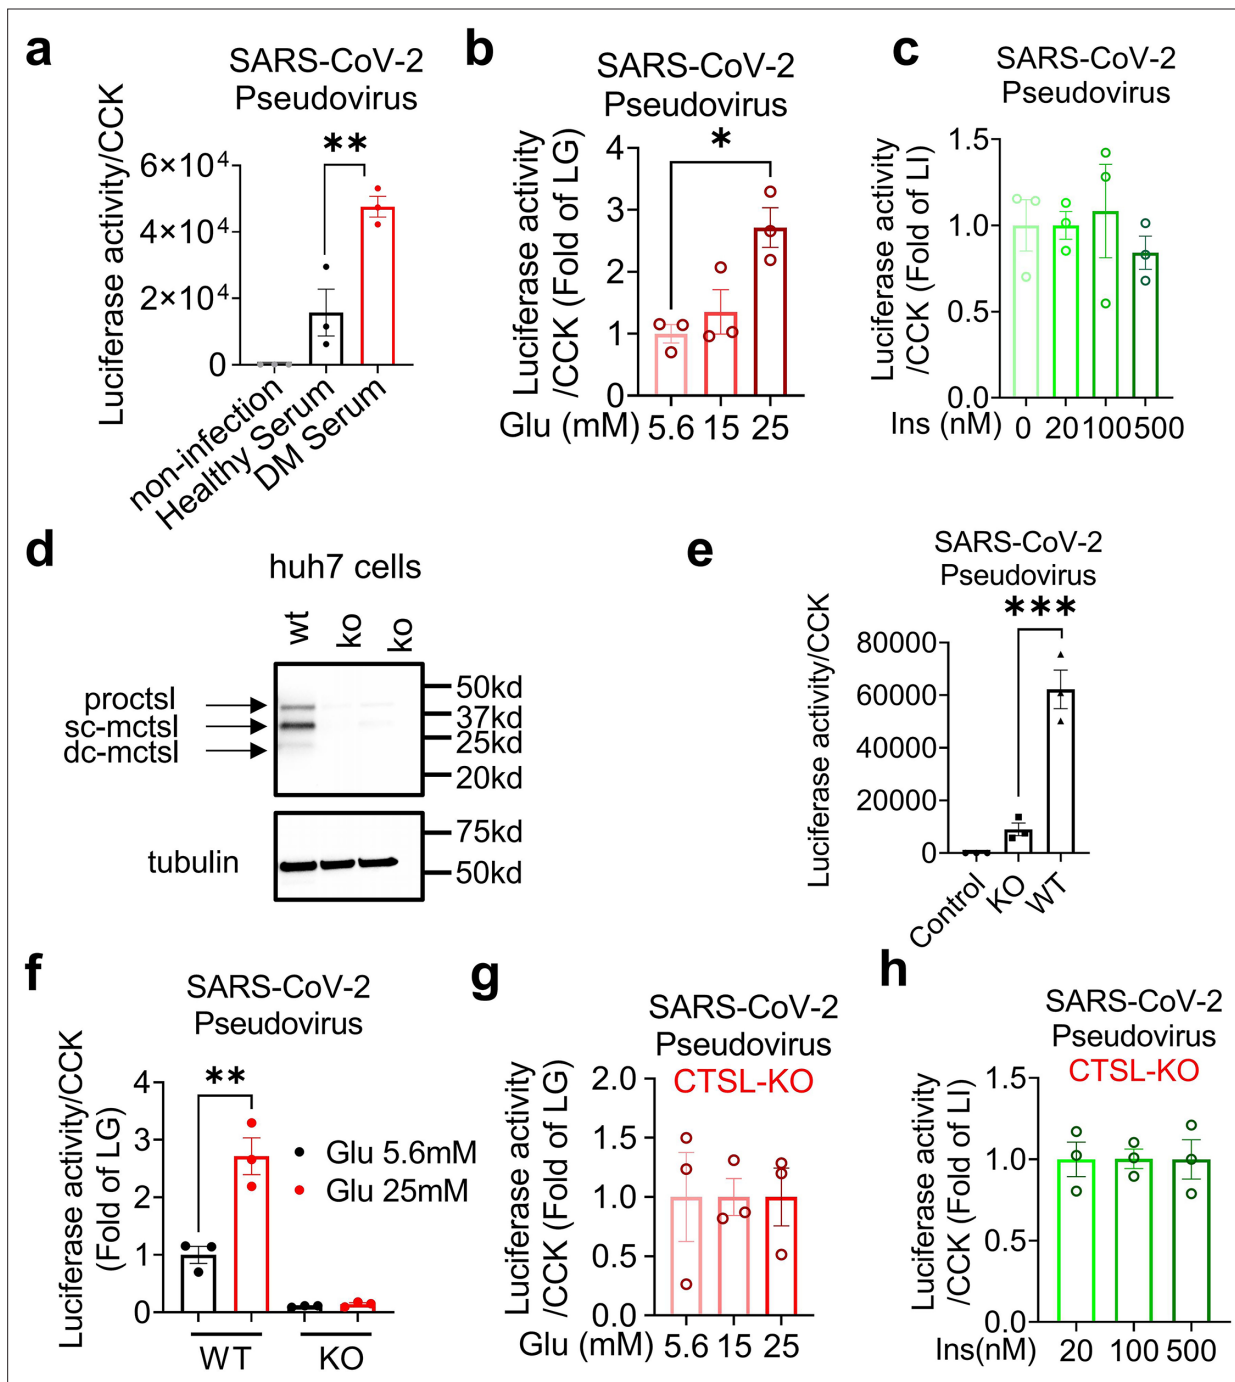 a
SARS-CoV-2
Pseudovirus
Luciferase activity/CCK
**
6×10⁴
4×10⁴
2×10⁴
0
non-infection
Healthy Serum
DM Serum
b
SARS-CoV-2
Pseudovirus
Luciferase activity
/CCK (Fold of LG)
*
4
3
2
1
0
Glu (mM) 5.6 15 25
c
SARS-CoV-2
Pseudovirus
Luciferase activity
/CCK (Fold of LI)
1.5
1.0
0.5
0.0
Ins (nM) 0 20 100 500
d
huh7 cells
wt ko ko
proctsl
sc-mctsl
dc-mctsl
50kd
37kd
25kd
20kd
tubulin
75kd
50kd
e
SARS-CoV-2
Pseudovirus
Luciferase activity/CCK
***
80000
60000
40000
20000
0
Control
KO
WT
f
SARS-CoV-2
Pseudovirus
Luciferase activity/CCK
(Fold of LG)
**
4
3
2
1
0
Glu 5.6mM
Glu 25mM
WT KO
g
SARS-CoV-2
Pseudovirus
CTSL-KO
Luciferase activity
/CCK (Fold of LG)
2.0
1.5
1.0
0.5
0.0
Glu (mM) 5.6 15 25
h
SARS-CoV-2
Pseudovirus
CTSL-KO
Luciferase activity
/CCK (Fold of LI)
1.5
1.0
0.5
0.0
Ins(nM) 20 100 500